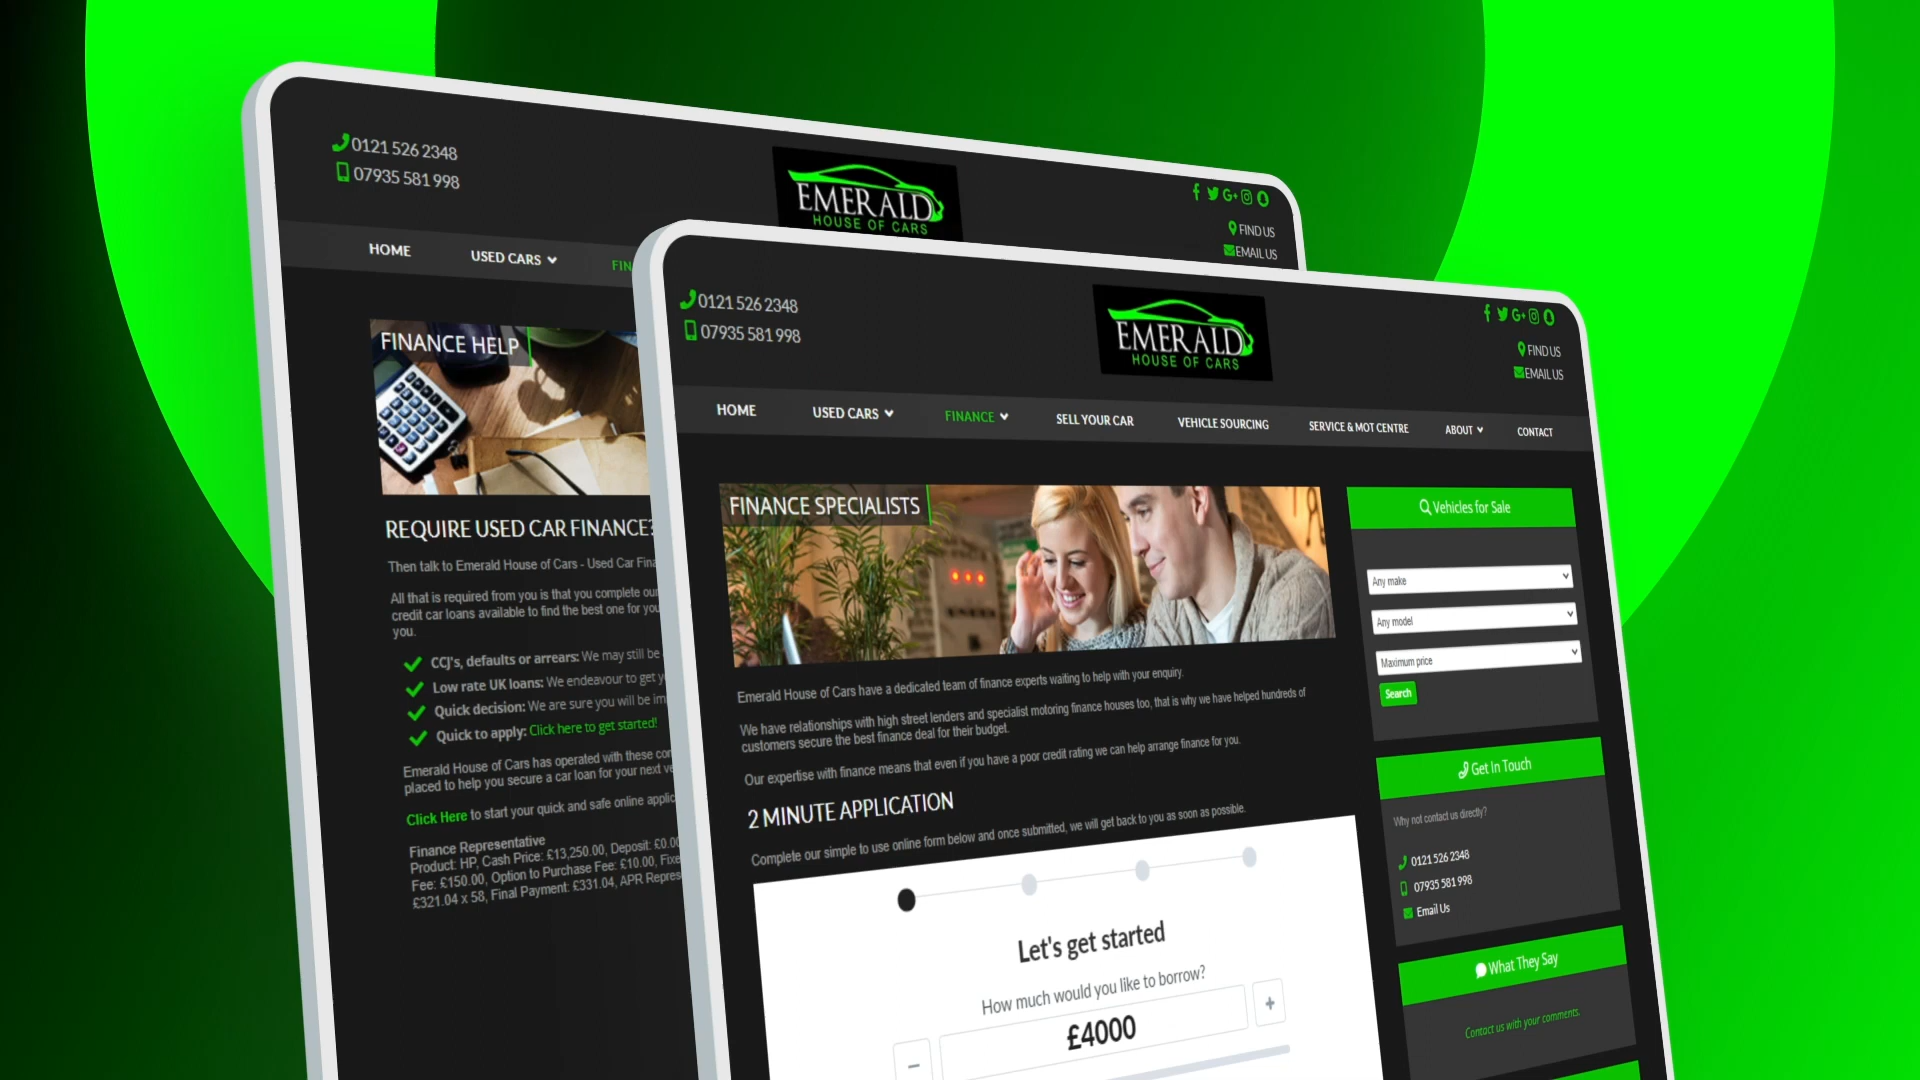 0121 526 2348
07935 581 998
EMERALD
HOUSE OF CARS
FIND US
EMAIL US
HOME
USED CARS
FINANCE HELP
REQUIRE USED CAR FINANCE?
Then talk to Emerald House of Cars - Used Car
All that is required from you is that you complete
credit car loans available to find the best one for you
you.
CCJ's, defaults or arrears: We may still be
Low rate UK loans: We endeavour to get
Quick decision: We are sure you will be
Quick to apply: Click here to get started!
Emerald House of Cars has operated with these
placed to help you secure a car loan for your next
Click Here to start your quick and safe online
Finance Representative
Product: HP, Cash Price: £13,250.00, Deposit: £0.00
Fee: £150.00, Option to Purchase Fee: £10.00,
£321.04 x 58, Final Payment: £331.04, APR
0121 526 2348
07935 581 998
EMERALD
HOUSE OF CARS
FIND US
EMAIL US
HOME
USED CARS
FINANCE
SELL YOUR CAR
VEHICLE SOURCING
SERVICE & MOT CENTRE
ABOUT
CONTACT
FINANCE SPECIALISTS
Emerald House of Cars have a dedicated team of finance experts waiting to help with your enquiry.
We have relationships with high street lenders and specialist motoring finance houses too, that is why we have helped hundreds of
customers secure the best finance deal for their budget.
Our expertise with finance means that even if you have a poor credit rating we can help arrange finance for you.
2 MINUTE APPLICATION
Complete our simple to use online form below and once submitted, we will get back to you as soon as possible.
Let's get started
How much would you like to borrow?
− £4000 +
Vehicles for Sale
Any make
Any model
Maximum price
Search
Get In Touch
Why not contact us directly?
0121 526 2348
07935 581 998
Email Us
What They Say
Contact us with your comments.